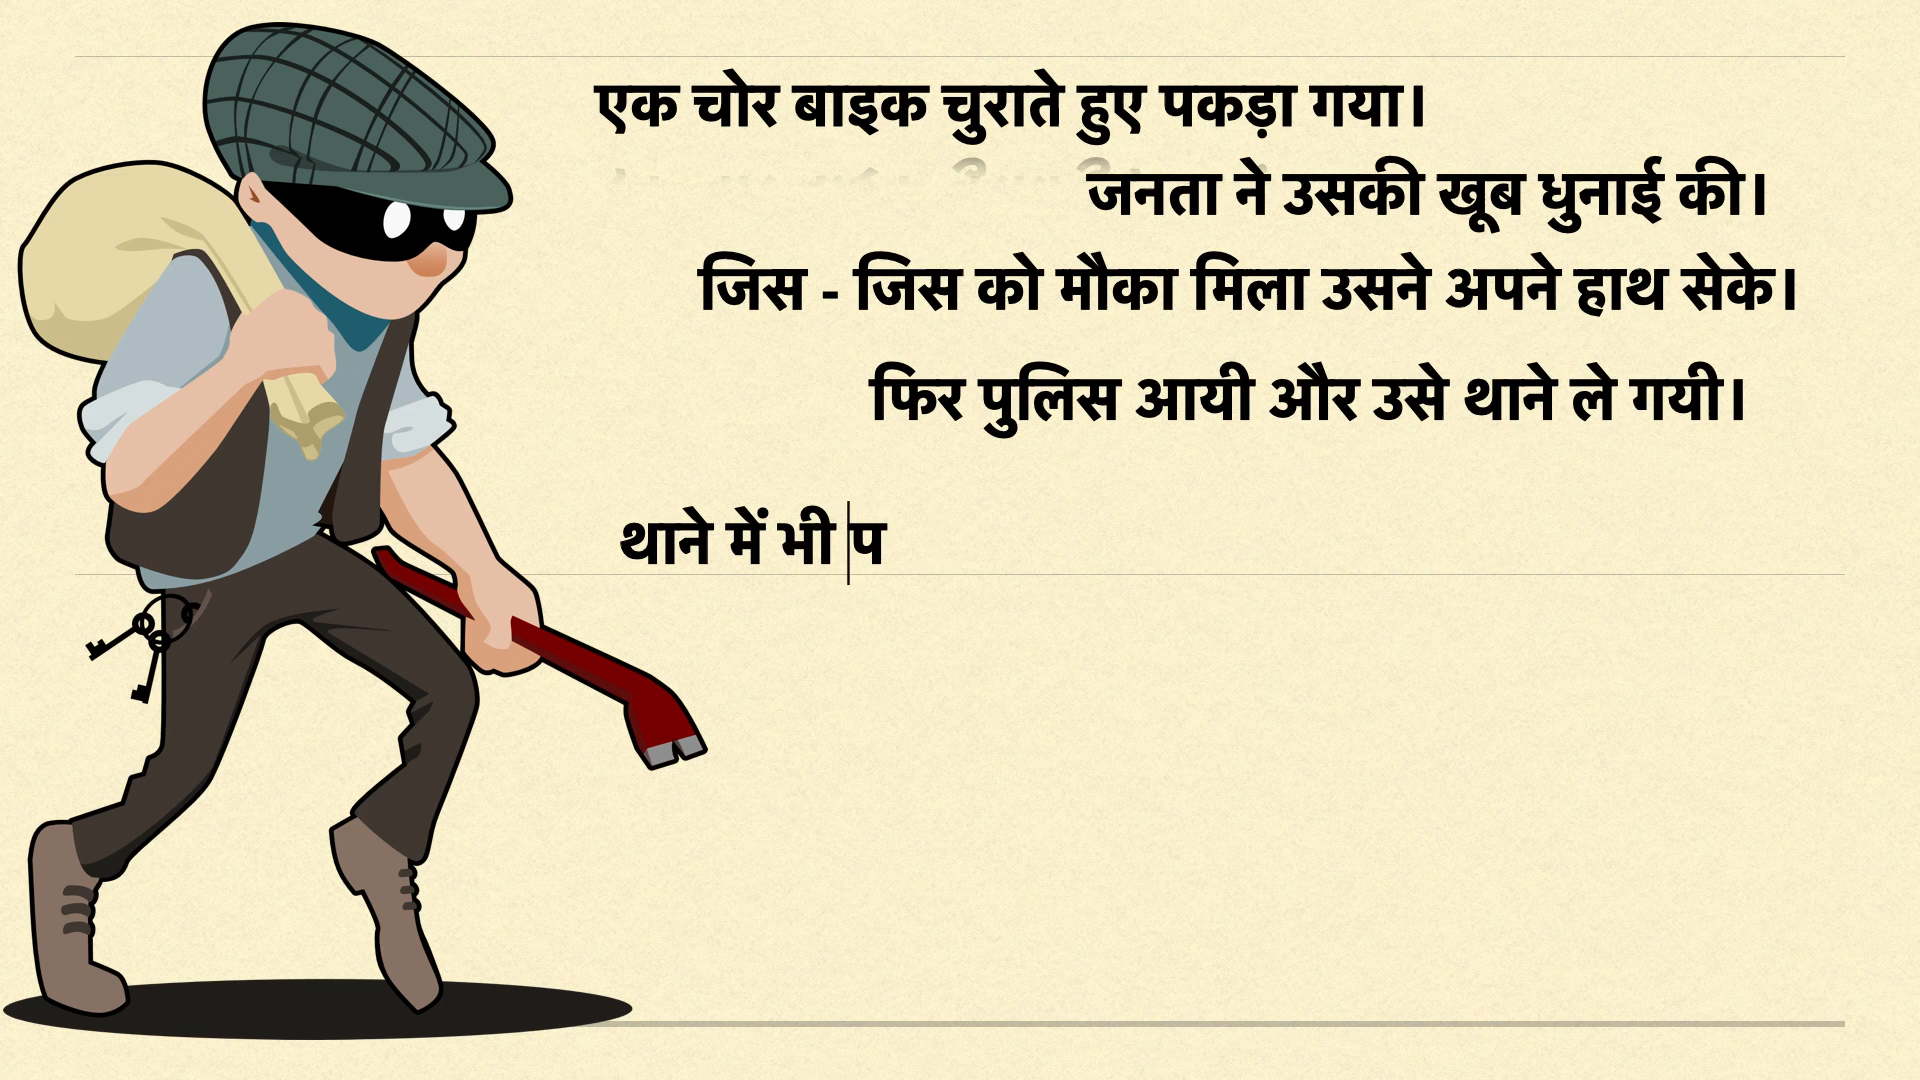 एक चोर बाइक चुराते हुए पकड़ा गया।
जनता ने उसकी खूब धुनाई की।
जिस - जिस को मौका मिला उसने अपने हाथ सेके।
फिर पुलिस आयी और उसे थाने ले गयी।
थाने में भी प